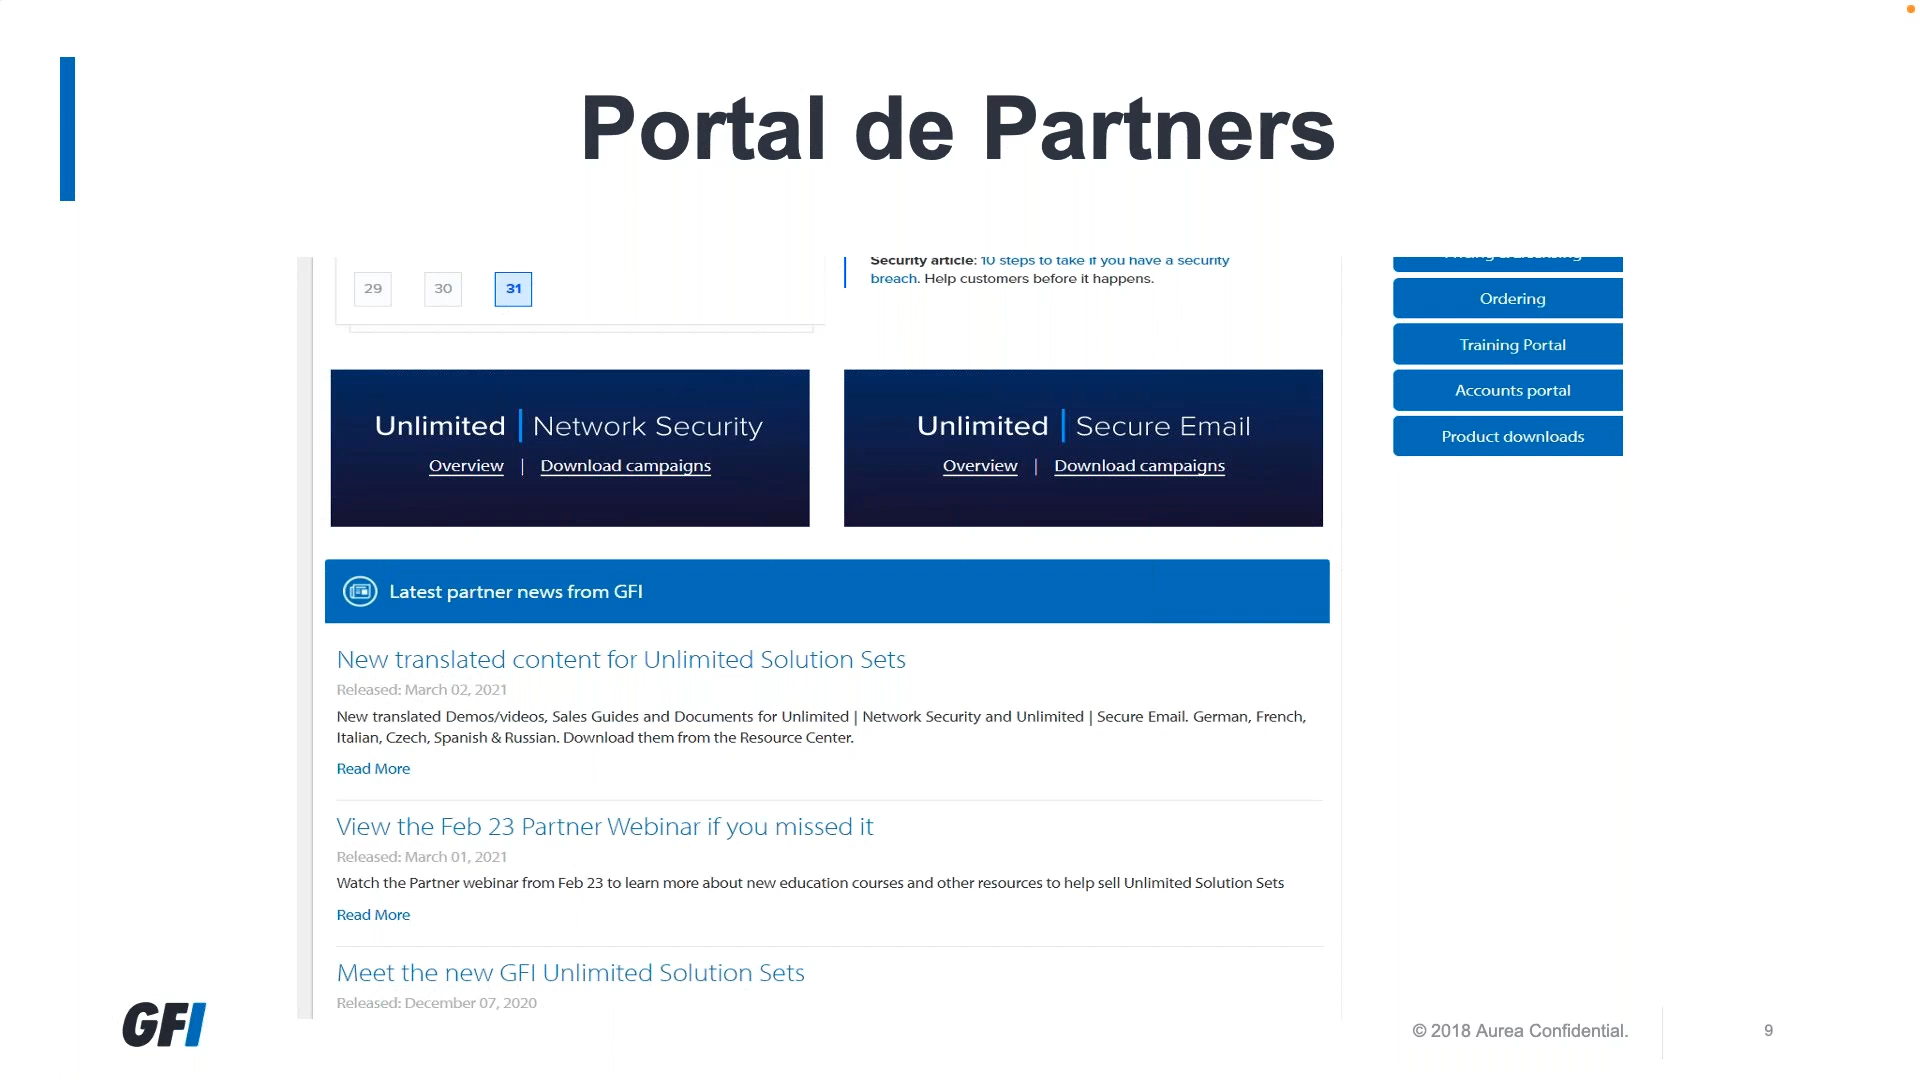 Portal de Partners
29 30 31
Security article: 10 steps to take if you have a security
breach. Help customers before it happens.
Pricing & Licensing
Ordering
Training Portal
Accounts portal
Product downloads
Unlimited | Network Security
Overview | Download campaigns
Unlimited | Secure Email
Overview | Download campaigns
Latest partner news from GFI
New translated content for Unlimited Solution Sets
Released: March 02, 2021
New translated Demos/videos, Sales Guides and Documents for Unlimited | Network Security and Unlimited | Secure Email. German, French,
Italian, Czech, Spanish & Russian. Download them from the Resource Center.
Read More
View the Feb 23 Partner Webinar if you missed it
Released: March 01, 2021
Watch the Partner webinar from Feb 23 to learn more about new education courses and other resources to help sell Unlimited Solution Sets
Read More
Meet the new GFI Unlimited Solution Sets
Released: December 07, 2020
GFI
© 2018 Aurea Confidential.
9